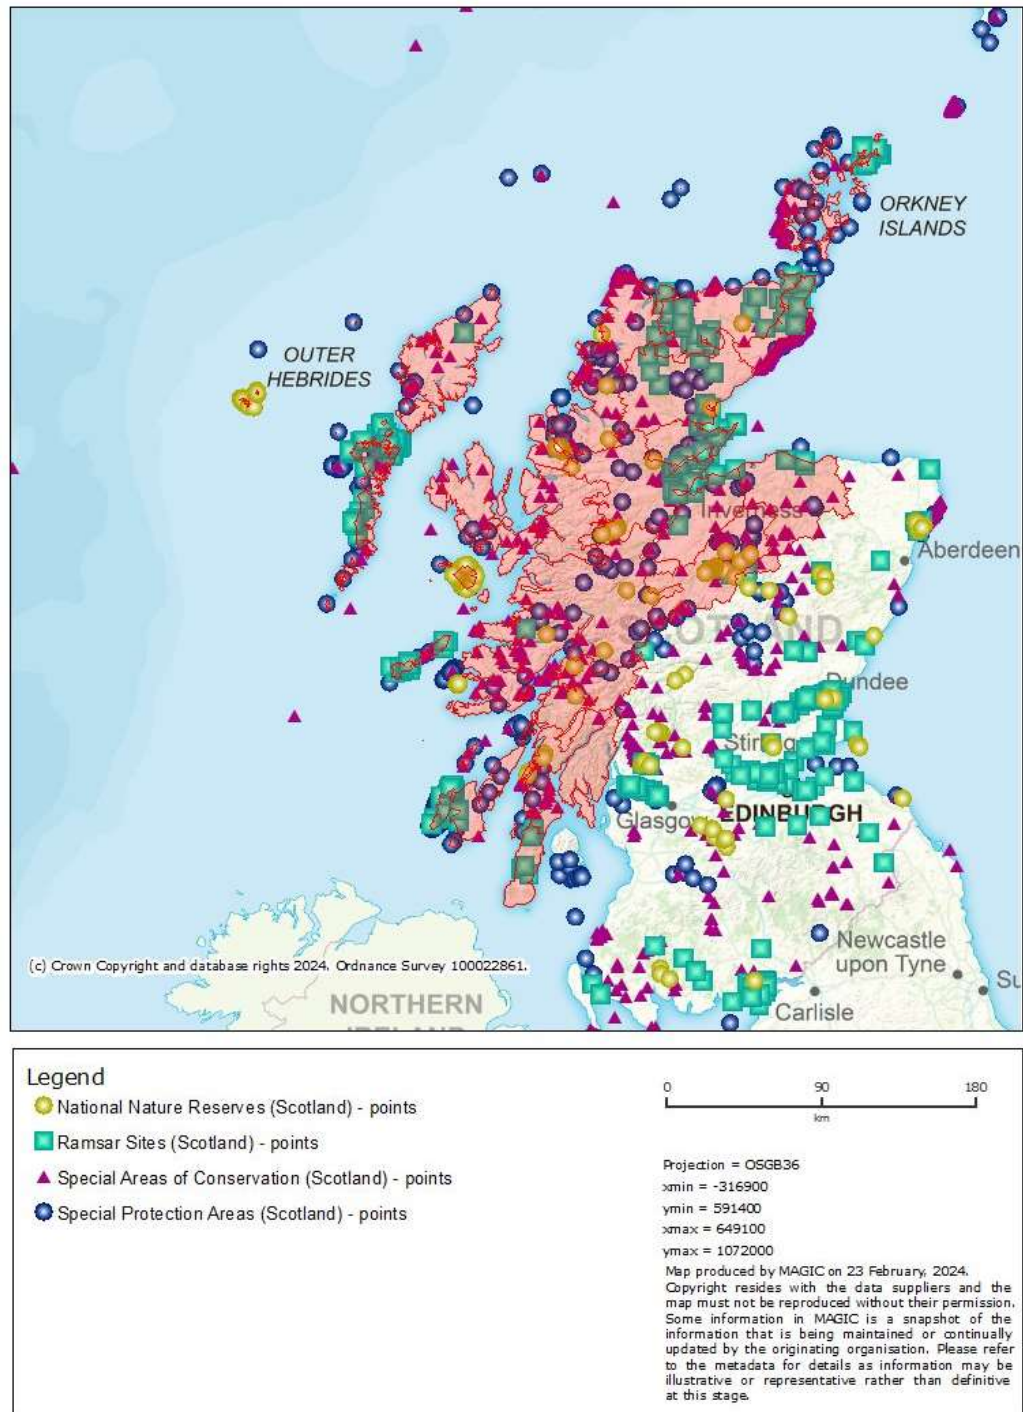 ORKNEY
ISLANDS
OUTER
HEBRIDES
Inverness
Aberdeen
SCOTLAND
Dundee
Stirling
EDINBURGH
Glasgow
Newcastle
upon Tyne
(c) Crown Copyright and database rights 2024. Ordnance Survey 100022861.
NORTHERN
IRELAND
Carlisle
Su
Legend
National Nature Reserves (Scotland) - points
Ramsar Sites (Scotland) - points
Special Areas of Conservation (Scotland) - points
Special Protection Areas (Scotland) - points
0 90 180
km
Projection = OSGB36
xmin = -316900
ymin = 591400
xmax = 649100
ymax = 1072000
Map produced by MAGIC on 23 February, 2024.
Copyright resides with the data suppliers and the
map must not be reproduced without their permission.
Some information in MAGIC is a snapshot of the
information that is being maintained or continually
updated by the originating organisation. Please refer
to the metadata for details as information may be
illustrative or representative rather than definitive
at this stage.